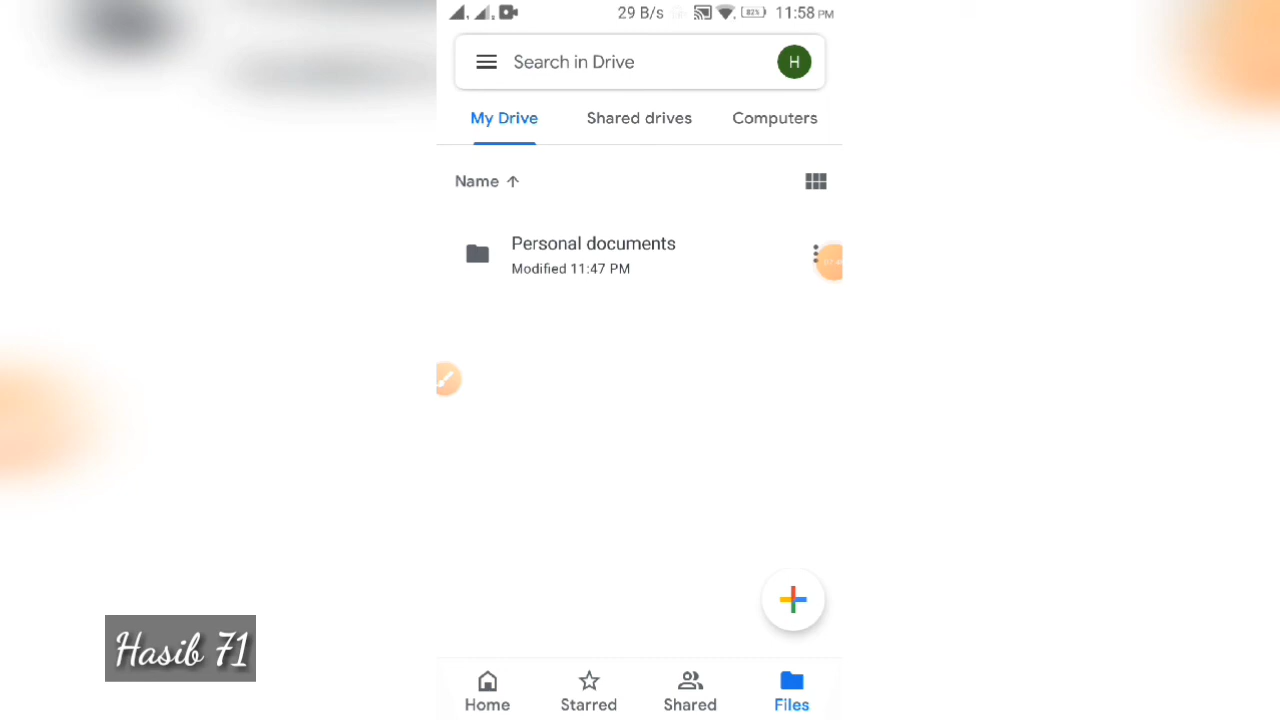 29 B/s 82% 11:58 PM
Search in Drive H
My Drive Shared drives Computers
Name
Personal documents
Modified 11:47 PM
Hasib 71
Home Starred Shared Files